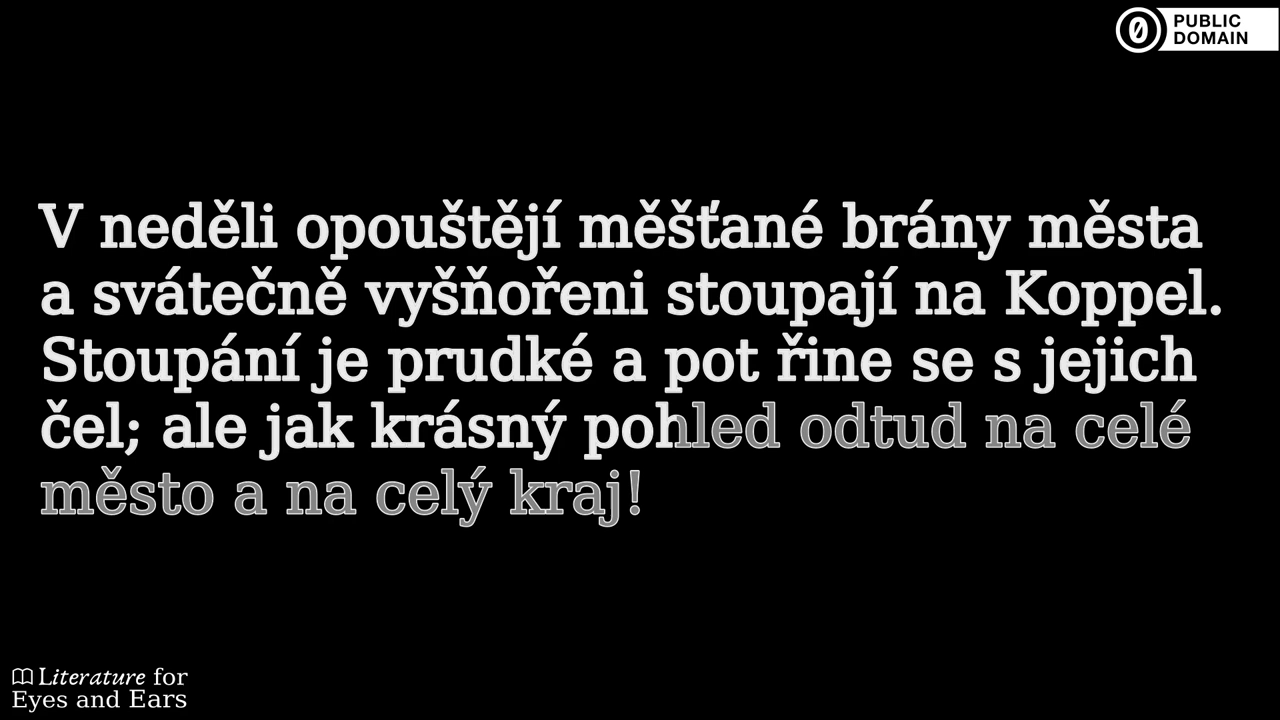 PUBLIC
DOMAIN
V neděli opouštějí měšťané brány města
a svátečně vyšňořeni stoupají na Koppel.
Stoupání je prudké a pot řine se s jejich
čel; ale jak krásný pohled odtud na celé
město a na celý kraj!
Literature for
Eyes and Ears